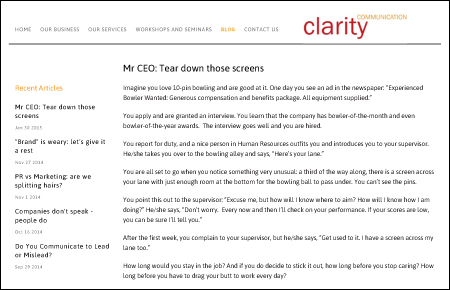 HOME OUR BUSINESS OUR SERVICES WORKSHOPS AND SEMINARS BLOG CONTACT US
clarity COMMUNICATION
Recent Articles
Mr CEO: Tear down those
screens
Jan 30 2015
"Brand" is weary: let's give it
a rest
Nov 27 2014
PR vs Marketing: are we
splitting hairs?
Nov 1 2014
Companies don't speak -
people do
Oct 16 2014
Do You Communicate to Lead
or Mislead?
Sep 29 2014
Mr CEO: Tear down those screens
Imagine you love 10-pin bowling and are good at it. One day you see an ad in the newspaper: "Experienced
Bowler Wanted: Generous compensation and benefits package. All equipment supplied."
You apply and are granted an interview. You learn that the company has bowler-of-the-month and even
bowler-of-the-year awards. The interview goes well and you are hired.
You report for duty, and a nice person in Human Resources outfits you and introduces you to your supervisor.
He/she takes you over to the bowling alley and says, "Here's your lane."
You are all set to go when you notice something very unusual: a third of the way along, there is a screen across
your lane with just enough room at the bottom for the bowling ball to pass under. You can't see the pins.
You point this out to the supervisor: "Excuse me, but how will I know where to aim? How will I know how I am
doing?" He/she says, "Don't worry. Every now and then I'll check on your performance. If your scores are low,
you can be sure I'll tell you."
After the first week, you complain to your supervisor, but he/she says, "Get used to it. I have a screen across my
lane too."
How long would you stay in the job? And if you do decide to stick it out, how long before you stop caring? How
long before you have to drag your butt to work every day?